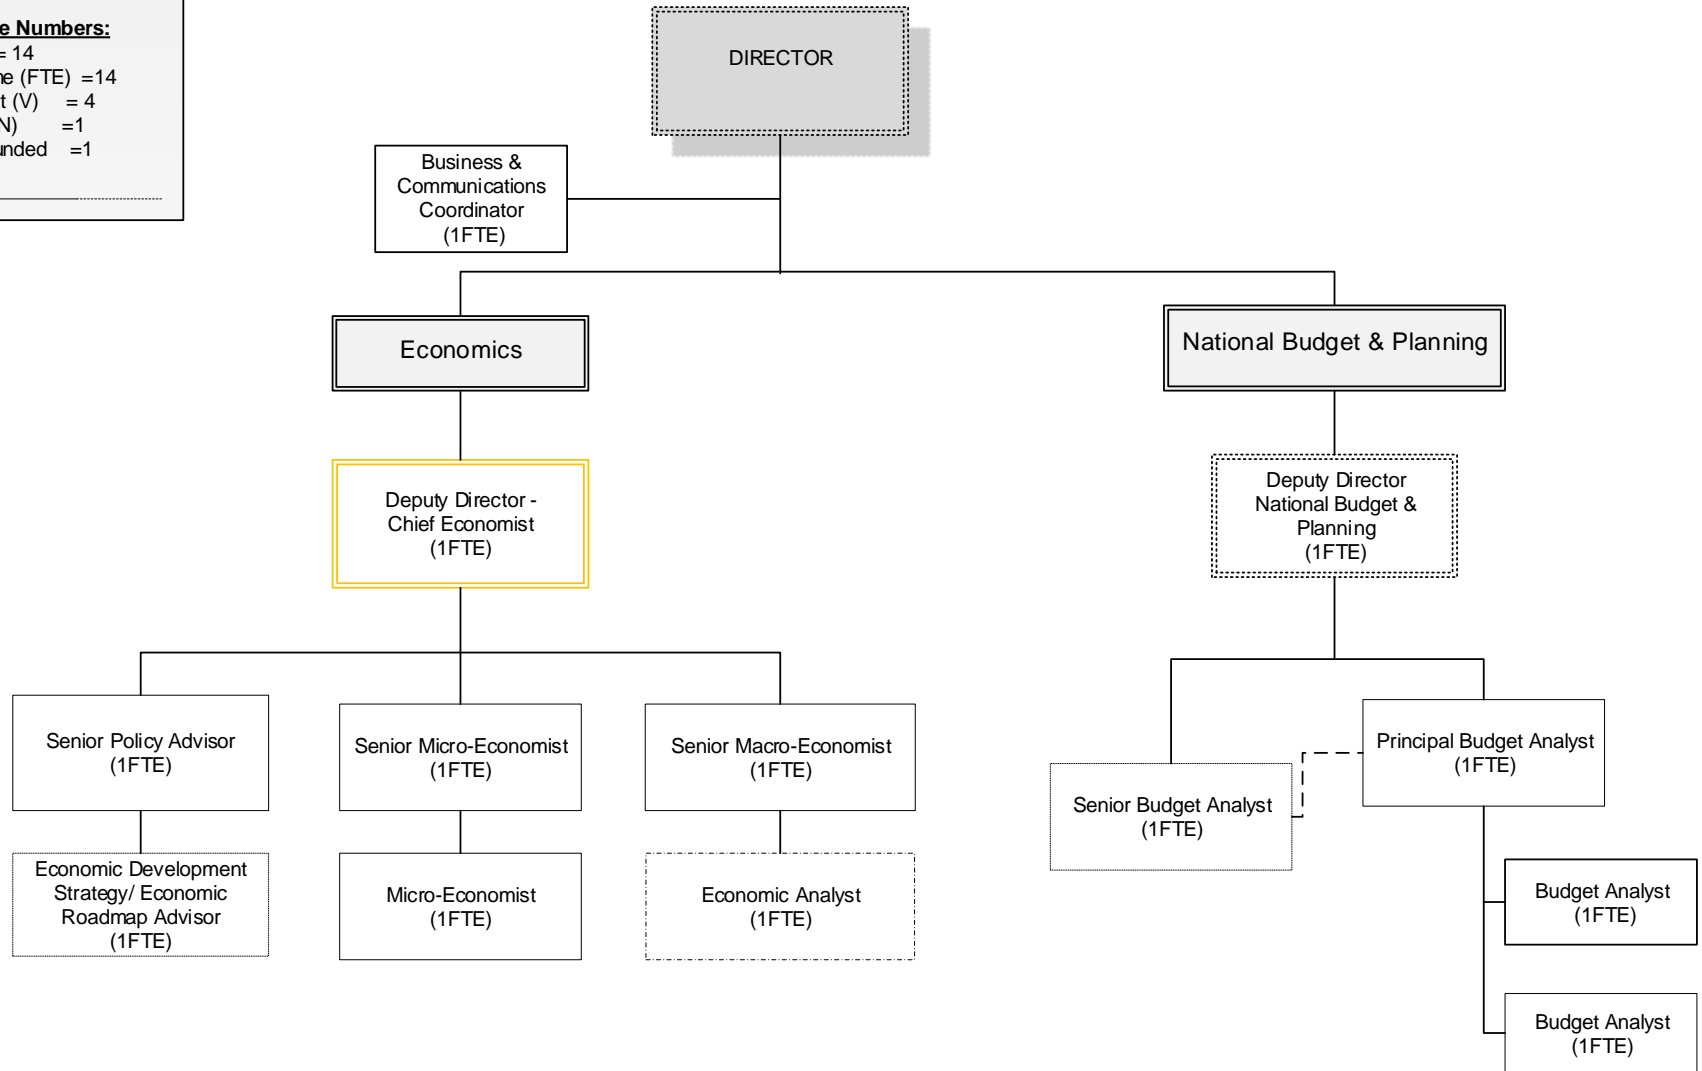 Numbers:
= 14
(FTE) =14
(V) = 4
=1
=1
DIRECTOR
Business &
Communications
Coordinator
(1FTE)
Economics
National Budget & Planning
Deputy Director -
Chief Economist
(1FTE)
Deputy Director
National Budget &
Planning
(1FTE)
Senior Policy Advisor
(1FTE)
Senior Micro-Economist
(1FTE)
Senior Macro-Economist
(1FTE)
Principal Budget Analyst
(1FTE)
Senior Budget Analyst
(1FTE)
Economic Development
Strategy/ Economic
Roadmap Advisor
(1FTE)
Micro-Economist
(1FTE)
Economic Analyst
(1FTE)
Budget Analyst
(1FTE)
Budget Analyst
(1FTE)